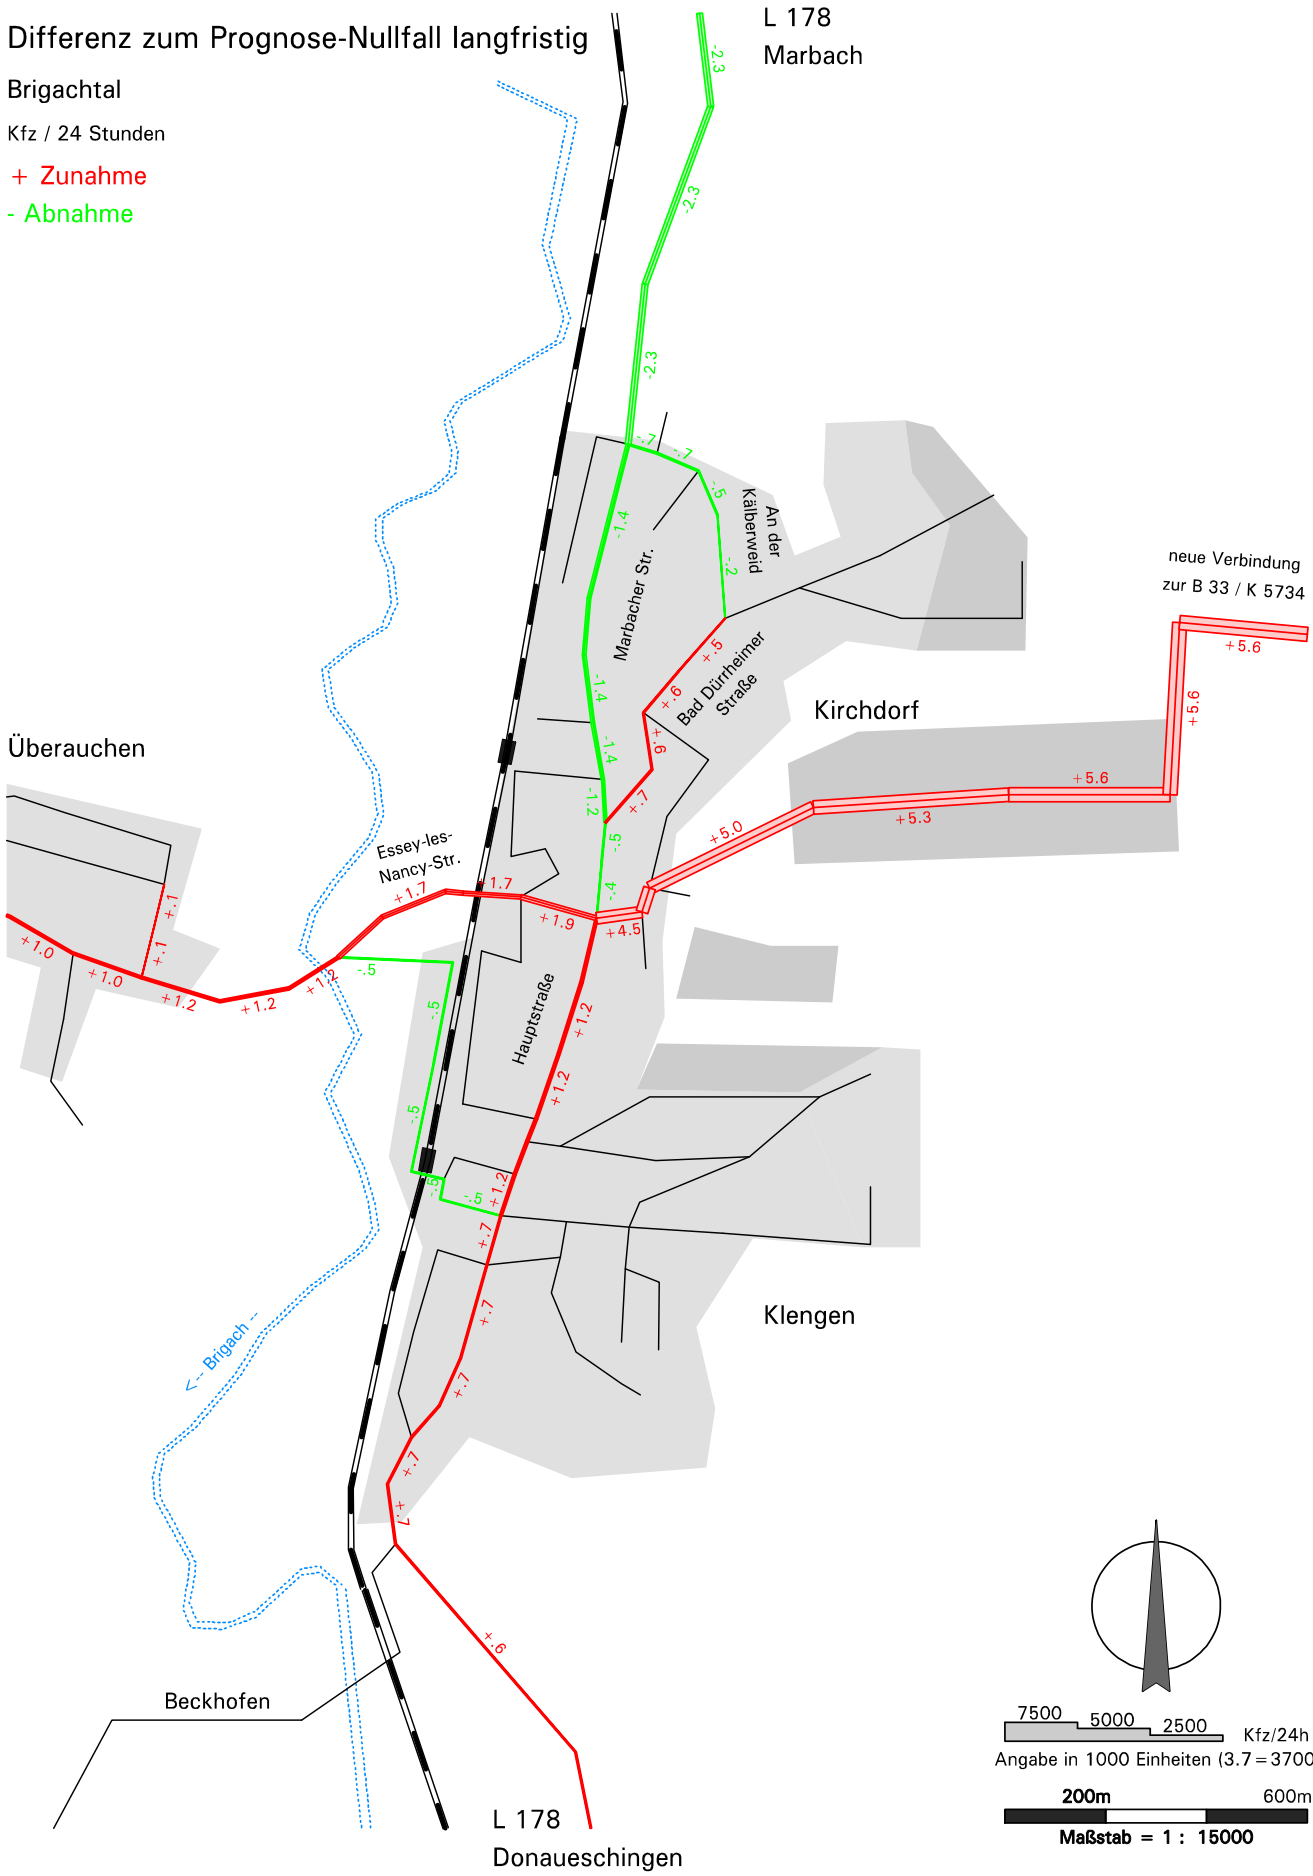 Differenz zum Prognose-Nullfall langfristig
Brigachtal
Kfz / 24 Stunden
+ Zunahme
- Abnahme
L 178
Marbach
-2.3
-2.3
-2.3
-.7
-.7
-.5
-.2
An der
Kälberweid
-1.4
Marbacher Str.
-1.4
-1.4
-1.2
-.5
-.4
+.5
+.6
+.6
+.7
Bad Dürrheimer
Straße
neue Verbindung
zur B 33 / K 5734
+5.6
+5.6
+5.6
+5.3
+5.0
+4.5
Kirchdorf
Überauchen
Essey-les-
Nancy-Str.
+1.7
+1.7
+1.9
+.1
+.1
+1.0
+1.0
+1.2
+1.2
+1.2
-.5
-.5
-.5
-.5
-.5
Hauptstraße
+1.2
+1.2
+1.2
+.7
+.7
+.7
+.7
+.7
+.6
Klengen
<-- Brigach --
Beckhofen
L 178
Donaueschingen
7500
5000
2500
Kfz/24h
Angabe in 1000 Einheiten (3.7=3700
200m
600m
Maßstab = 1 : 15000